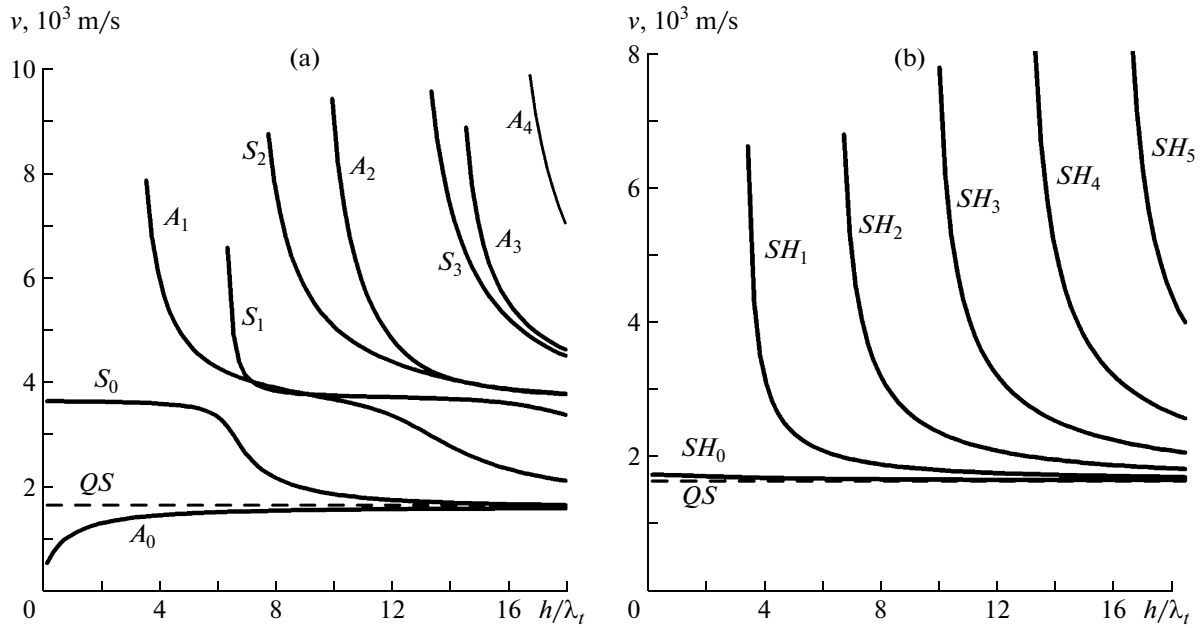 v, 10³ m/s
(a)
10
8
6
4
2
0
4
8
12
16
h/λₜ
A₁
S₁
S₂
A₂
S₃
A₃
A₄
S₀
QS
A₀
v, 10³ m/s
(b)
8
6
4
2
0
4
8
12
16
h/λₜ
SH₁
SH₂
SH₃
SH₄
SH₅
SH₀
QS